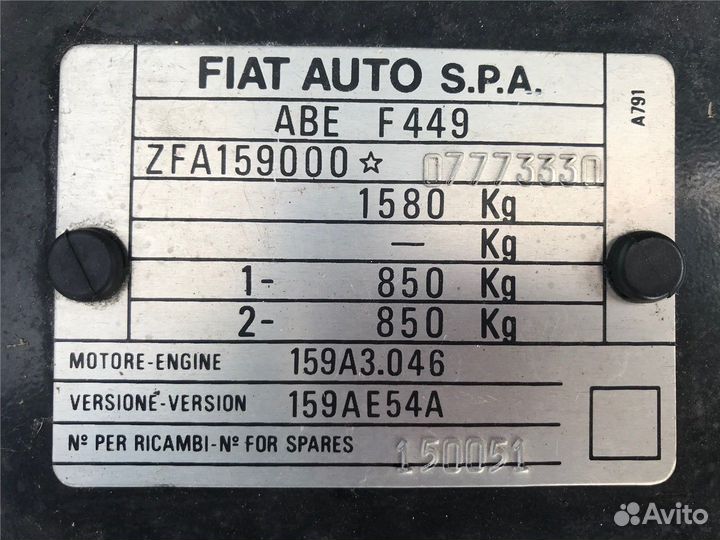 FIAT AUTO S.P.A.
ABE F449
A791
ZFA159000☆ 07773330
1580 Kg
— Kg
1- 850 Kg
2- 850 Kg
MOTORE-ENGINE 159A3.046
VERSIONE-VERSION 159AE54A
Nº PER RICAMBI-Nº FOR SPARES 150051
Avito